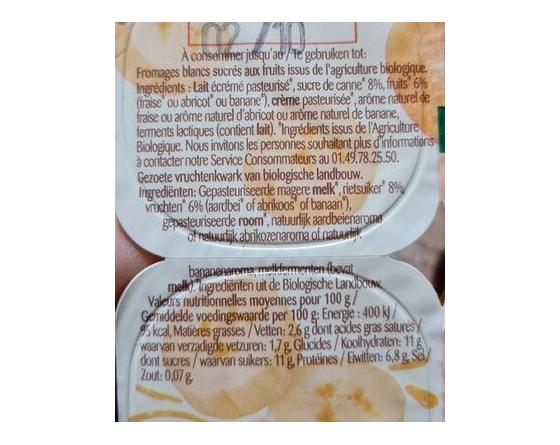 02/10
À consommer jusqu'au / Te gebruiken tot:
Fromages blancs sucrés aux fruits issus de l'agriculture biologique.
Ingrédients : Lait écrémé pasteurisé*, sucre de canne* 8%, fruits* 6%
(fraise* ou abricot* ou banane*), crème pasteurisée*, arôme naturel de
fraise ou arôme naturel d'abricot ou arôme naturel de banane,
ferments lactiques (contient lait). *Ingrédients issus de l'Agriculture
Biologique. Nous invitons les personnes souhaitant plus d'informations
à contacter notre Service Consommateurs au 01.49.78.25.50.
Gezoete vruchtenkwark van biologische landbouw.
Ingrediënten: Gepasteuriseerde magere melk*, rietsuiker* 8%,
vruchten* 6% (aardbei* of abrikoos* of banaan*),
gepasteuriseerde room*, natuurlijk aardbeienaroma
of natuurlijk abrikozenaroma of natuurlijk
bananenaroma, melkfermenten (bevat
melk). *Ingrediënten uit de Biologische Landbouw.
Valeurs nutritionnelles moyennes pour 100 g /
Gemiddelde voedingswaarde per 100 g: Energie : 400 kJ /
95 kcal, Matières grasses / Vetten: 2,6 g dont acides gras saturés /
waarvan verzadigde vetzuren: 1,7 g, Glucides / Koolhydraten: 11 g
dont sucres / waarvan suikers: 11 g, Protéines / Eiwitten: 6,8 g, Sel /
Zout: 0,07 g.